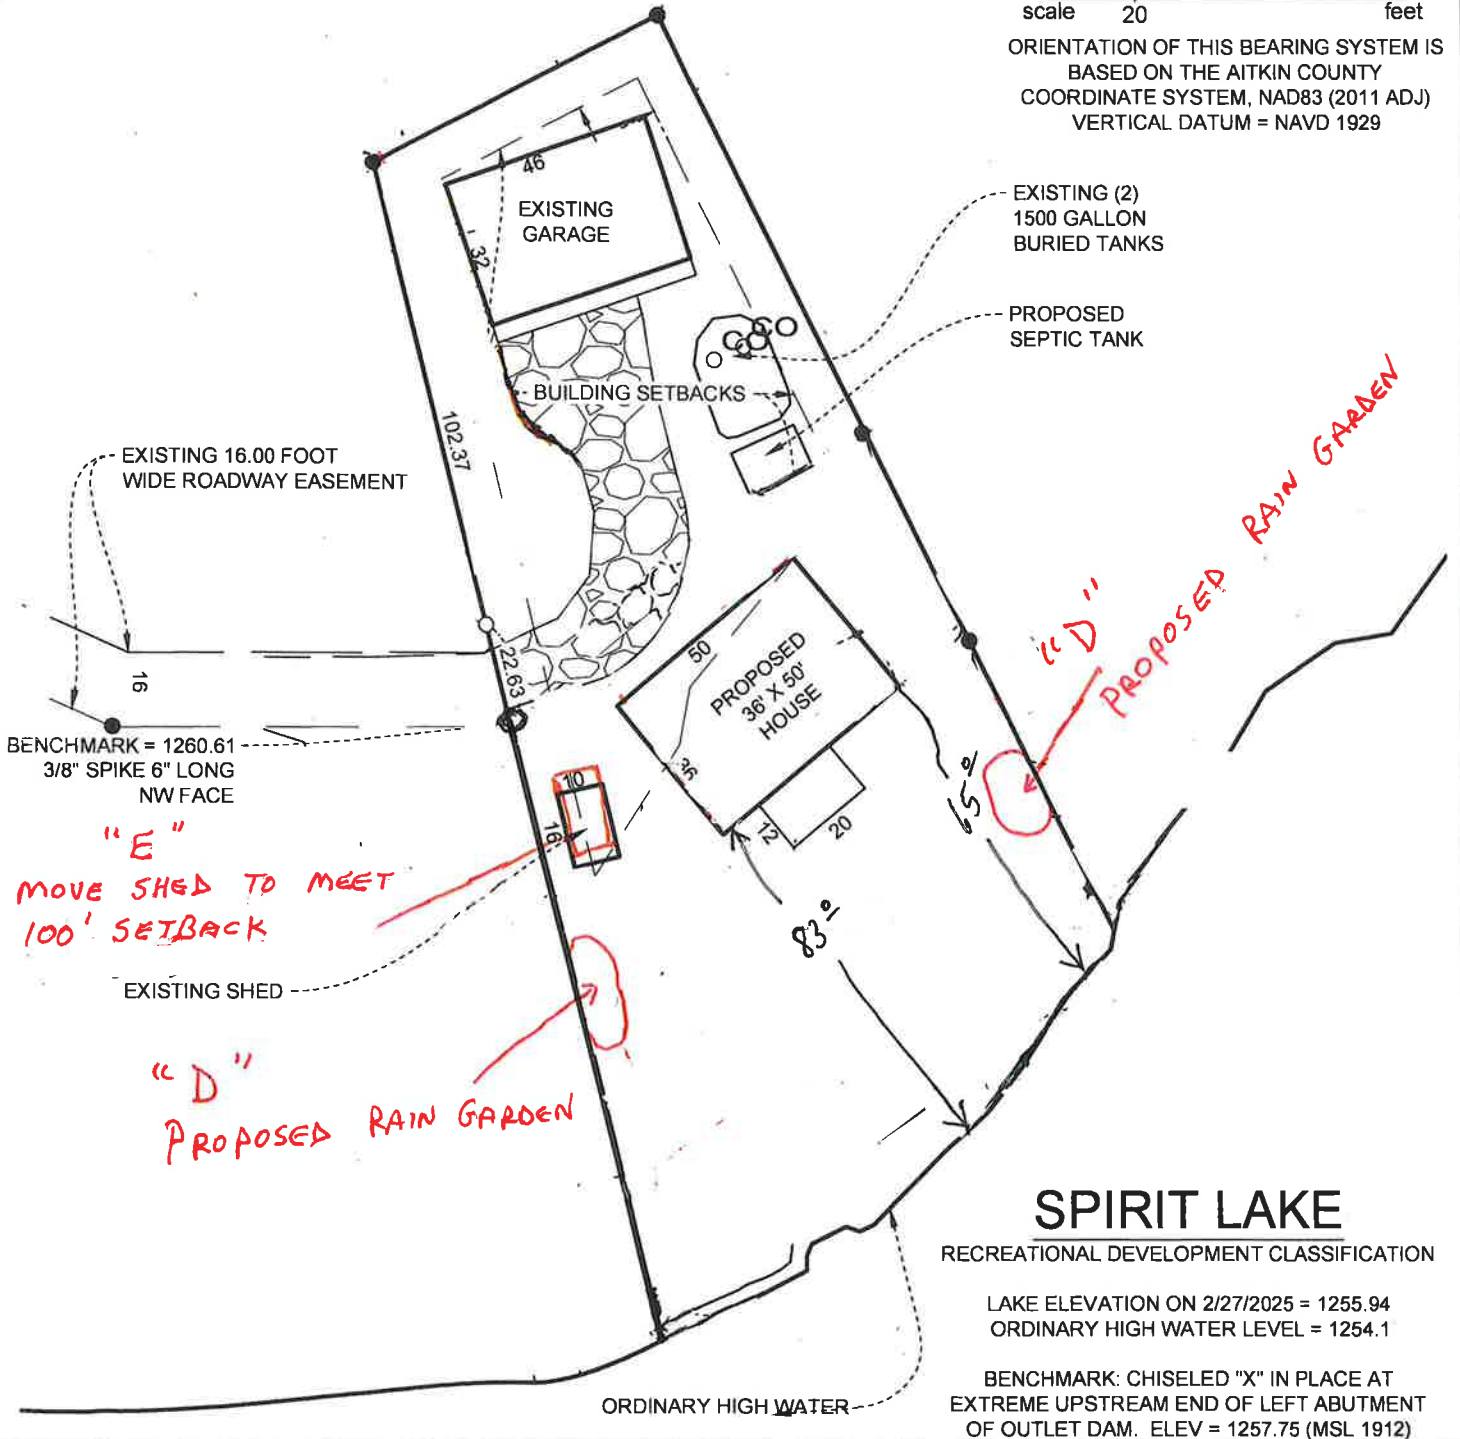 scale 20 feet
ORIENTATION OF THIS BEARING SYSTEM IS
BASED ON THE AITKIN COUNTY
COORDINATE SYSTEM, NAD83 (2011 ADJ)
VERTICAL DATUM = NAVD 1929
46
EXISTING
GARAGE
32
EXISTING (2)
1500 GALLON
BURIED TANKS
PROPOSED
SEPTIC TANK
BUILDING SETBACKS
102.37
EXISTING 16.00 FOOT
WIDE ROADWAY EASEMENT
16
22.63
BENCHMARK = 1260.61
3/8" SPIKE 6" LONG
NW FACE
50
PROPOSED
36' X 50'
HOUSE
36
12
20
10
16
"D"
PROPOSED RAIN GARDEN
65 º
83 º
"E"
MOVE SHED TO MEET
100' SETBACK
EXISTING SHED
"D"
PROPOSED RAIN GARDEN
SPIRIT LAKE
RECREATIONAL DEVELOPMENT CLASSIFICATION
LAKE ELEVATION ON 2/27/2025 = 1255.94
ORDINARY HIGH WATER LEVEL = 1254.1
BENCHMARK: CHISELED "X" IN PLACE AT
EXTREME UPSTREAM END OF LEFT ABUTMENT
OF OUTLET DAM. ELEV = 1257.75 (MSL 1912)
ORDINARY HIGH WATER